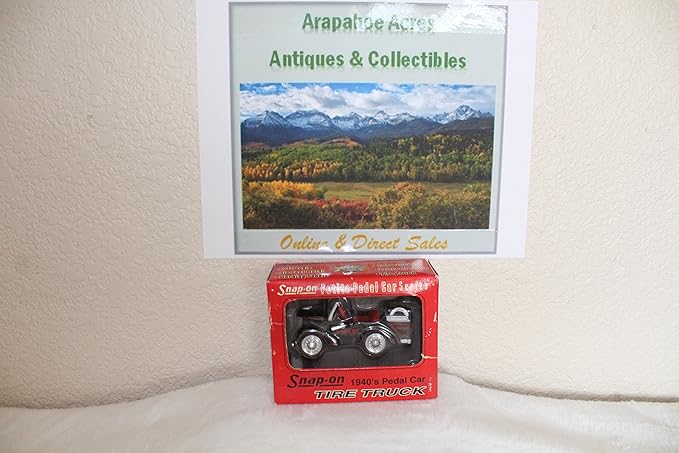 Arapahoe Acres
Antiques & Collectibles
Online & Direct Sales
Snap-on Petite Pedal Car Series
Snap-on 1940's Pedal Car
TIRE TRUCK